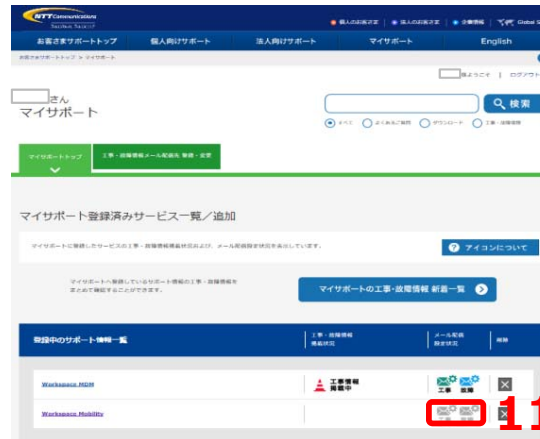 NTT Communications
Business Support
個人のお客さま
法人のお客さま
企業情報
Global S
お客さまサポートトップ
個人向けサポート
法人向けサポート
マイサポート
English
お客さまサポートトップ > マイサポート
様ようこそ | ログアウト
さん
マイサポート
検索
すべて
よくあるご質問
ダウンロード
工事・故障情報
マイサポートトップ
工事・故障情報メール配信先 登録・変更
マイサポート登録済みサービス一覧／追加
マイサポートに登録したサービスの工事・故障情報掲載状況および、メール配信設定状況を表示しています。
アイコンについて
マイサポートへ登録しているサポート情報の工事・故障情報を
まとめて確認することができます。
マイサポートの工事・故障情報 新着一覧
登録中のサポート情報一覧
工事・故障情報
掲載状況
メール配信
設定状況
削除
Workspace MDM
工事情報
掲載中
工事
故障
Workspace Mobility
工事
故障
11